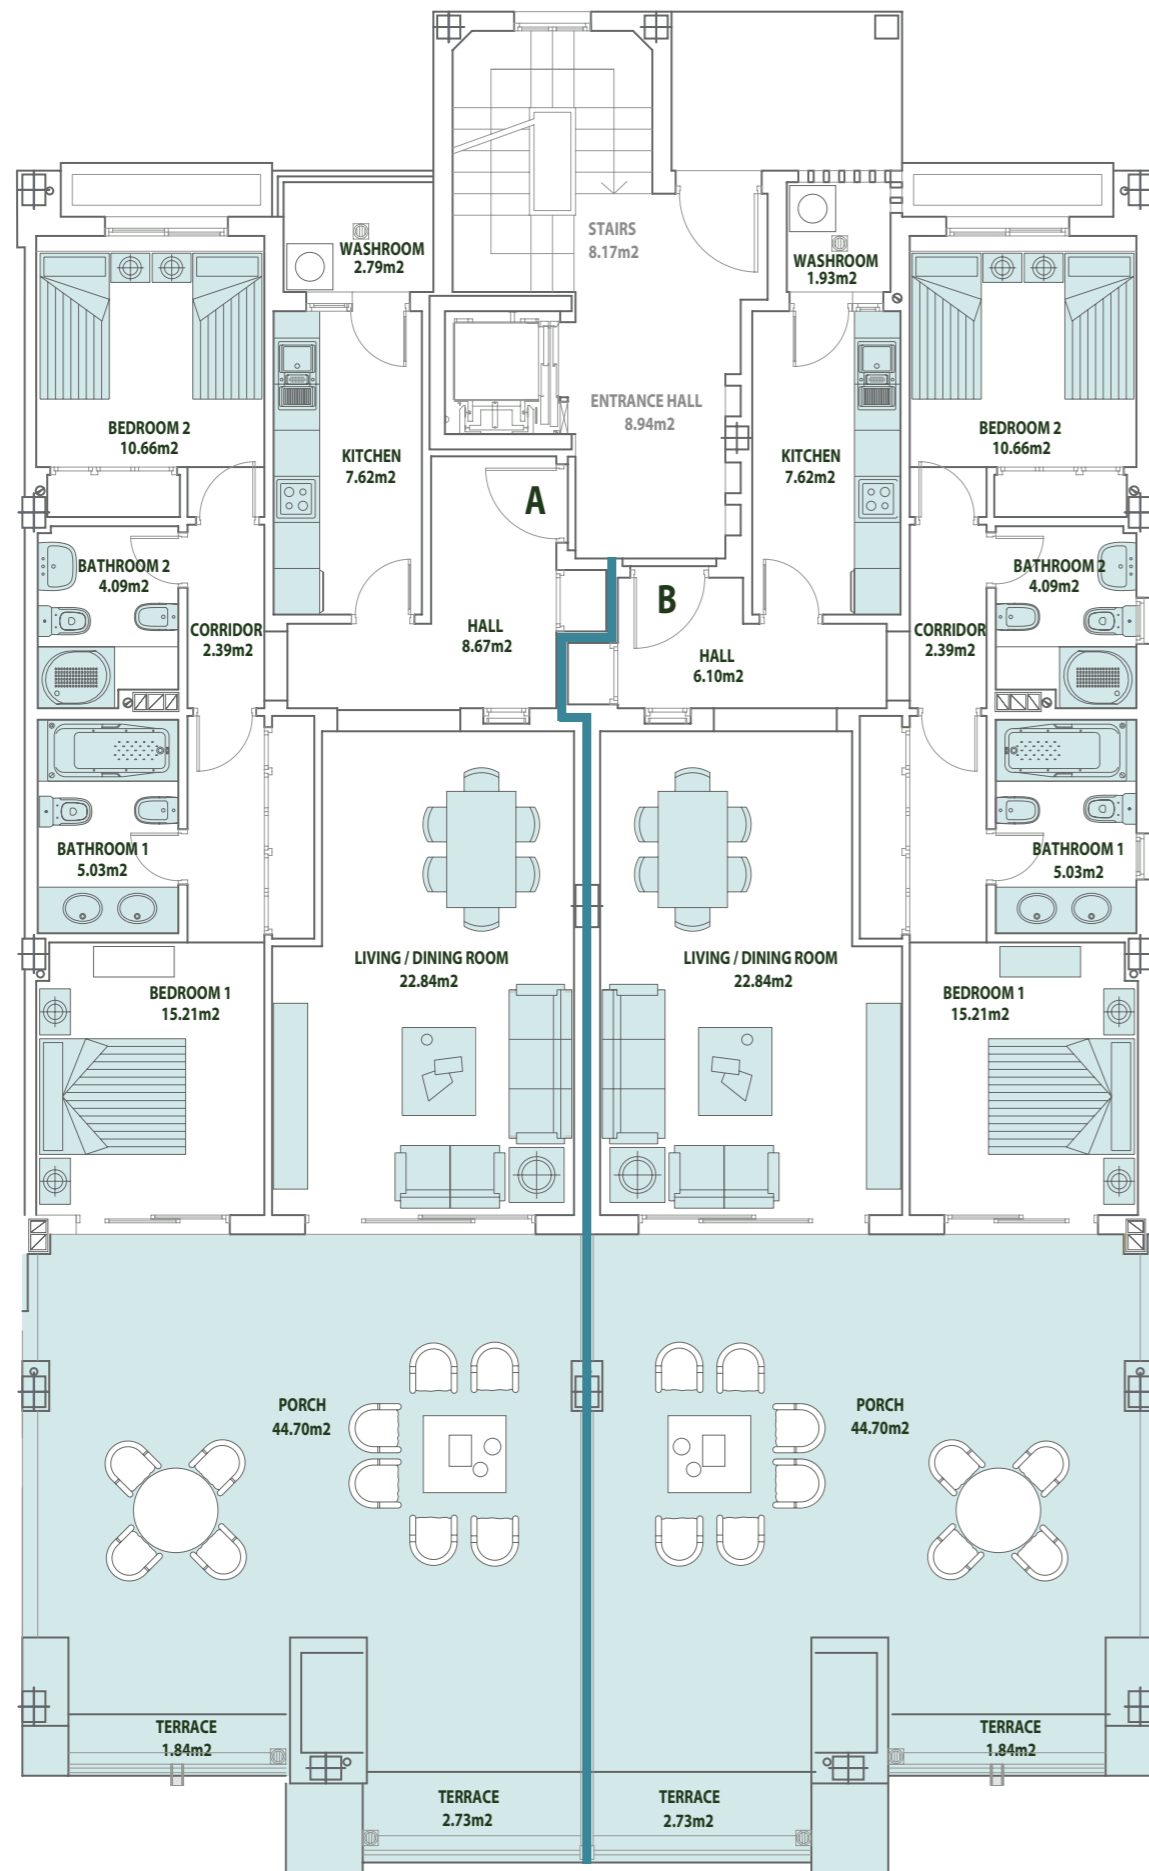 STAIRS
8.17m2
WASHROOM
2.79m2
WASHROOM
1.93m2
ENTRANCE HALL
8.94m2
BEDROOM 2
10.66m2
KITCHEN
7.62m2
KITCHEN
7.62m2
BEDROOM 2
10.66m2
A
B
BATHROOM 2
4.09m2
BATHROOM 2
4.09m2
CORRIDOR
2.39m2
HALL
8.67m2
HALL
6.10m2
CORRIDOR
2.39m2
BATHROOM 1
5.03m2
BATHROOM 1
5.03m2
LIVING / DINING ROOM
22.84m2
LIVING / DINING ROOM
22.84m2
BEDROOM 1
15.21m2
BEDROOM 1
15.21m2
PORCH
44.70m2
PORCH
44.70m2
TERRACE
1.84m2
TERRACE
1.84m2
TERRACE
2.73m2
TERRACE
2.73m2